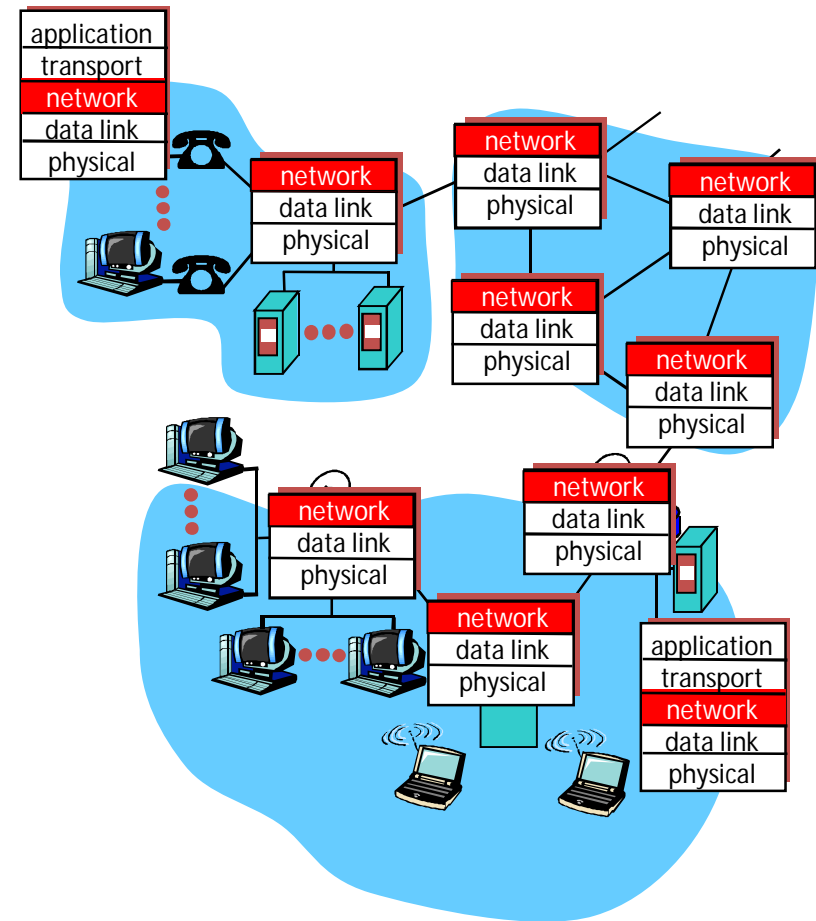 application
transport
network
data link
physical
network
data link
physical
network
data link
physical
network
data link
physical
network
data link
physical
network
data link
physical
network
data link
physical
network
data link
physical
network
data link
physical
application
transport
network
data link
physical